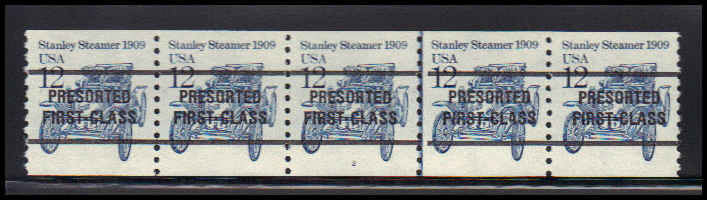 Stanley Steamer 1909 Stanley Steamer 1909 Stanley Steamer 1909 Stanley Steamer 1909 Stanley Steamer 1909
USA USA USA USA USA
12 12 12 12 12
PRESORTED PRESORTED PRESORTED PRESORTED PRESORTED
FIRST-CLASS FIRST-CLASS FIRST-CLASS FIRST-CLASS FIRST-CLASS
2